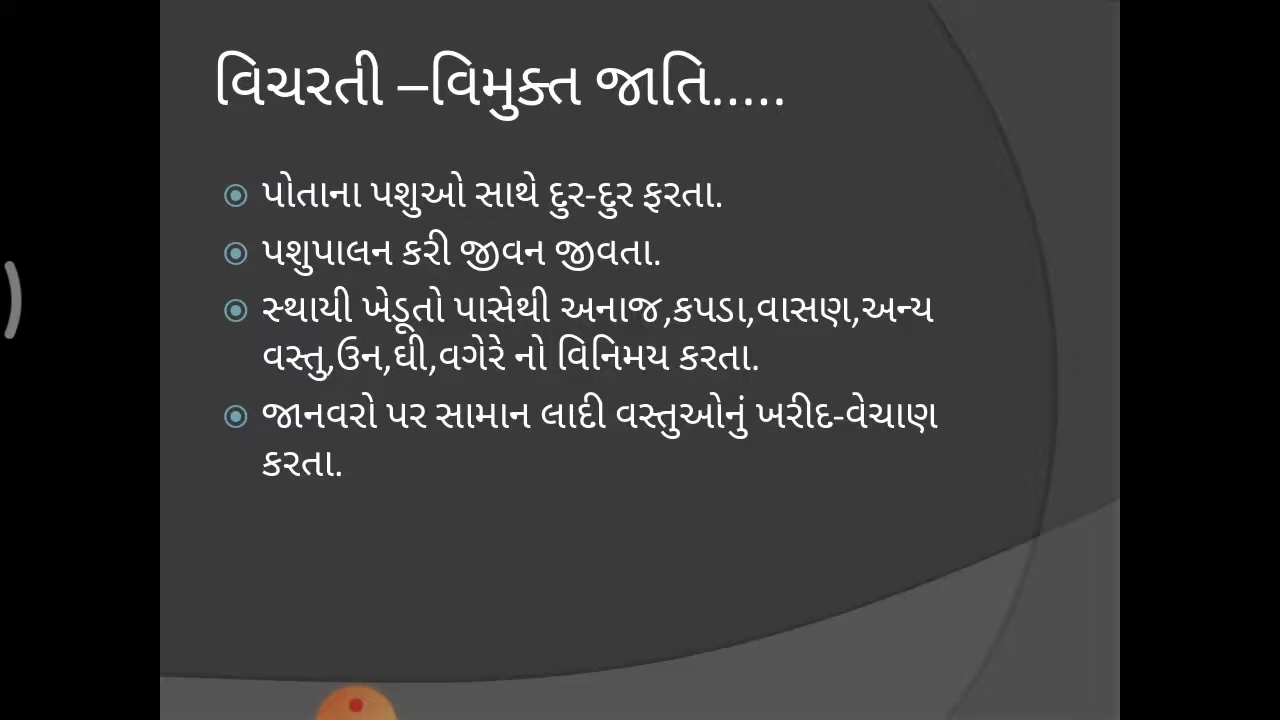 વિચરતી –વિમુક્ત જાતિ.....
પોતાના પશુઓ સાથે દુર-દુર ફરતા.
પશુપાલન કરી જીવન જીવતા.
સ્થાયી ખેડૂતો પાસેથી અનાજ,કપડા,વાસણ,અન્ય
વસ્તુ,ઉન,ઘી,વગેરે નો વિનિમય કરતા.
જાનવરો પર સામાન લાદી વસ્તુઓનું ખરીદ-વેચાણ
કરતા.